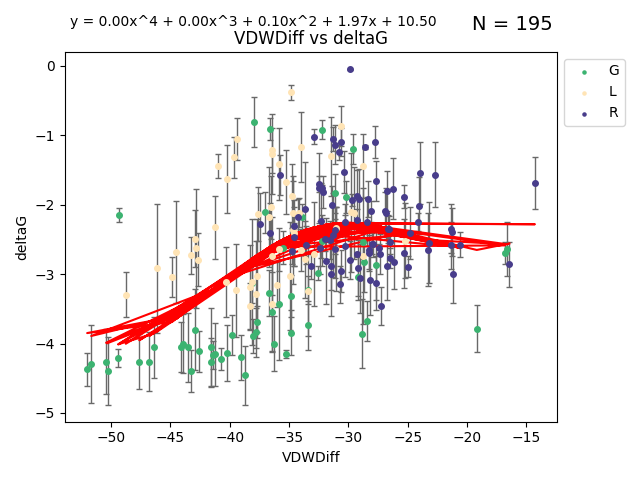 y = 0.00x^4 + 0.00x^3 + 0.10x^2 + 1.97x + 10.50
N = 195
VDWDiff vs deltaG
G
L
R
deltaG
0
−1
−2
−3
−4
−5
−50
−45
−40
−35
−30
−25
−20
−15
VDWDiff